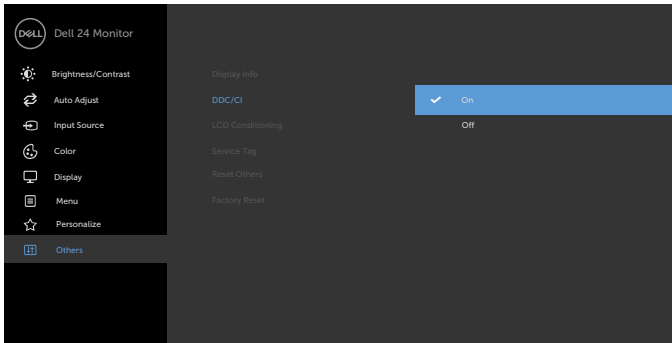 DELL Dell 24 Monitor
Brightness/Contrast
Auto Adjust
Input Source
Color
Display
Menu
Personalize
Others
Display Info
DDC/CI
LCD Conditioning
Service Tag
Reset Others
Factory Reset
On
Off